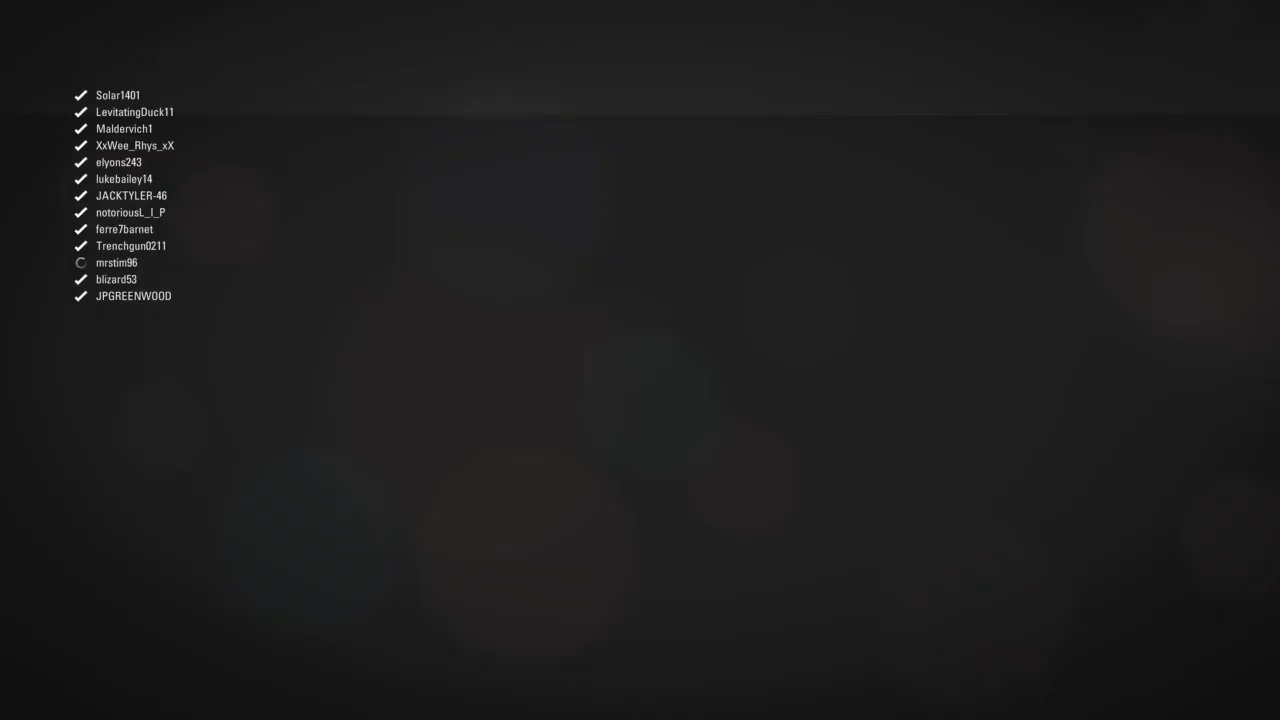 Solar1401
LevitatingDuck11
Maldervich1
XxWee_Rhys_xX
elyons243
lukebailey14
JACKTYLER-46
notoriousL_I_P
ferre7barnet
Trenchgun0211
mrstim96
blizard53
JPGREENWOOD